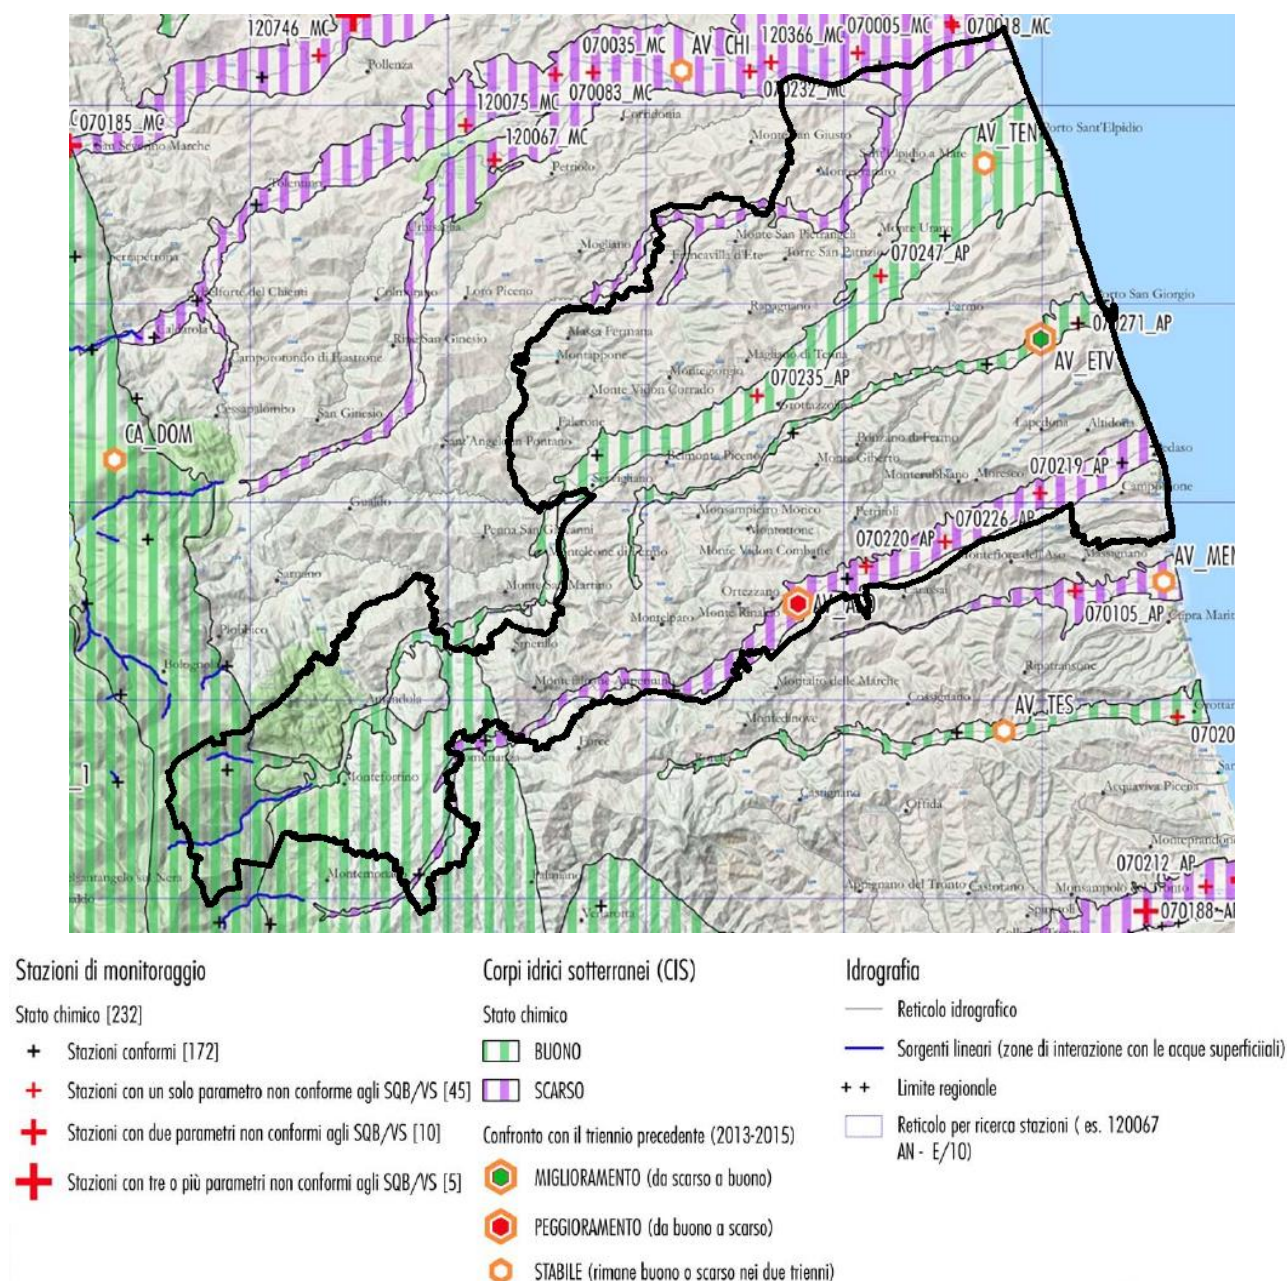 120746_MC
070035_MC
AV_CHI
120366_MC
070005_MC
070018_MC
Pollenza
070185_MC
120075_MC
070083_MC
070232_MC
Corridonia
San Severino Marche
120067_MC
Monte San Giusto
AV_TEN
Porto Sant'Elpidio
Petriolo
Sant'Elpidio a Mare
Tolentino
Urbisaglia
Mogliano
Monte San Pietrangeli
Monte Urano
Serrapetrona
Francavilla d'Ete
Torre San Patrizio
070247_AP
Belforte del Chienti
Colmurano
Loro Piceno
Rapagnano
Fermo
Porto San Giorgio
Caldarola
Ripe San Ginesio
Massa Fermana
070271_AP
Camporotondo di Fiastrone
Montappone
Magliano di Tenna
AV_ETV
Montegiorgio
070235_AP
Cessapalombo
San Ginesio
Monte Vidon Corrado
Grottazzolina
Lapedona
Altidona
CA_DOM
Falerone
Sant'Angelo in Pontano
Ponzano di Fermo
Belmonte Piceno
Monte Giberto
070219_AP
Pedaso
Servigliano
Monterubbiano
Moresco
Campofilone
Gualdo
Monsampietro Morico
Petritoli
070226_AP
Penna San Giovanni
Montottone
070220_AP
Monteleone di Fermo
Monte Vidon Combatte
Montefiore dell'Aso
Massignano
AV_MEN
Sarnano
Monte San Martino
Ortezzano
Monte Rinaldo
AV_ASO
070105_AP
Cupra Marit
Montelparo
Smerillo
Bolognola
Ripatransone
Montefalcone Appennino
Montalto delle Marche
Amandola
Cossignano
AV_TES
Montedinove
Force
Comunanza
Rotella
07020
_1
Montefortino
Castignano
Offida
Acquaviva Picena
Monteprandone
Montemonaco
Palmiano
070212_AP
Appignano del Tronto
Castorano
Monsampolo del Tronto
070188_AP
Venarotta
Spinetoli
Stazioni di monitoraggio
Stato chimico [232]
Stazioni conformi [172]
Stazioni con un solo parametro non conforme agli SQB/VS [45]
Stazioni con due parametri non conformi agli SQB/VS [10]
Stazioni con tre o più parametri non conformi agli SQB/VS [5]
Corpi idrici sotterranei (CIS)
Stato chimico
BUONO
SCARSO
Confronto con il triennio precedente (2013-2015)
MIGLIORAMENTO (da scarso a buono)
PEGGIORAMENTO (da buono a scarso)
STABILE (rimane buono o scarso nei due trienni)
Idrografia
Reticolo idrografico
Sorgenti lineari (zone di interazione con le acque superficiiali)
Limite regionale
Reticolo per ricerca stazioni ( es. 120067
AN - E/10)